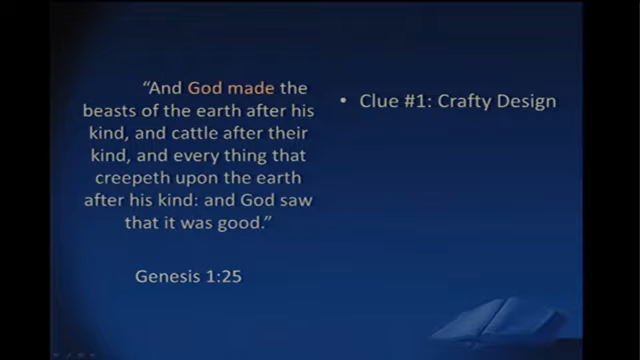 “And God made the
beasts of the earth after his
kind, and cattle after their
kind, and every thing that
creepeth upon the earth
after his kind: and God saw
that it was good.”
Genesis 1:25
• Clue #1: Crafty Design